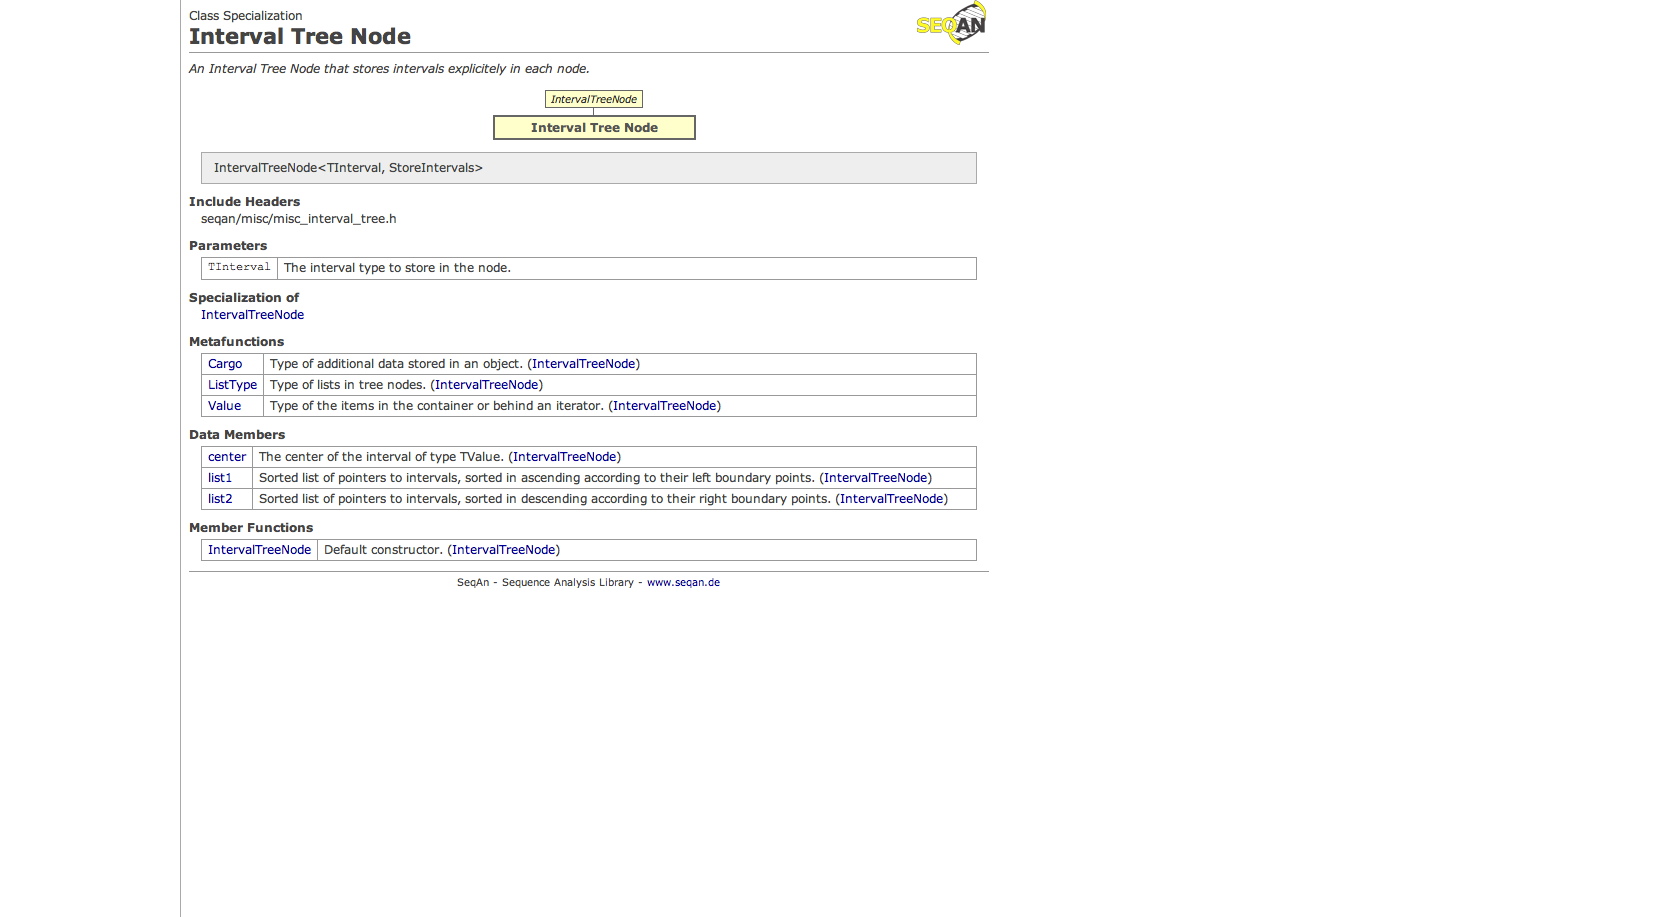 Class Specialization
Interval Tree Node
SEQAN
An Interval Tree Node that stores intervals explicitely in each node.
IntervalTreeNode
Interval Tree Node
IntervalTreeNode<TInterval, StoreIntervals>
Include Headers
seqan/misc/misc_interval_tree.h
Parameters
TInterval The interval type to store in the node.
Specialization of
IntervalTreeNode
Metafunctions
Cargo Type of additional data stored in an object. (IntervalTreeNode)
ListType Type of lists in tree nodes. (IntervalTreeNode)
Value Type of the items in the container or behind an iterator. (IntervalTreeNode)
Data Members
center The center of the interval of type TValue. (IntervalTreeNode)
list1 Sorted list of pointers to intervals, sorted in ascending according to their left boundary points. (IntervalTreeNode)
list2 Sorted list of pointers to intervals, sorted in descending according to their right boundary points. (IntervalTreeNode)
Member Functions
IntervalTreeNode Default constructor. (IntervalTreeNode)
SeqAn - Sequence Analysis Library - www.seqan.de